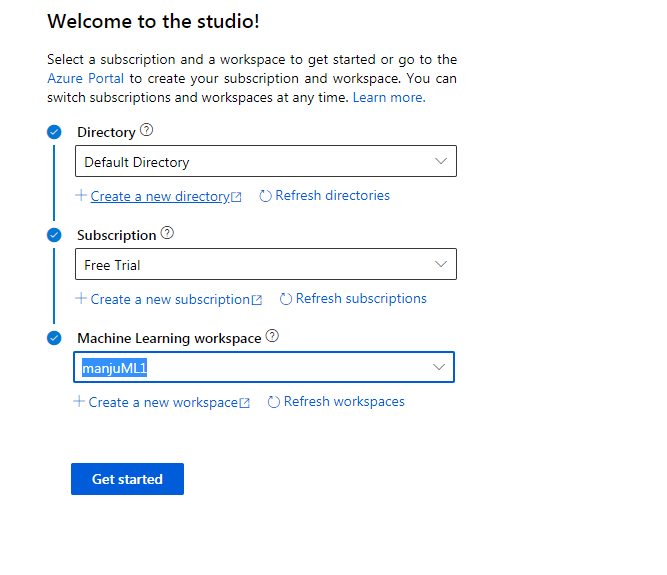 Welcome to the studio!
Select a subscription and a workspace to get started or go to the
Azure Portal to create your subscription and workspace. You can
switch subscriptions and workspaces at any time. Learn more.
Directory ?
Default Directory
+ Create a new directory Refresh directories
Subscription ?
Free Trial
+ Create a new subscription Refresh subscriptions
Machine Learning workspace ?
manjuML1
+ Create a new workspace Refresh workspaces
Get started